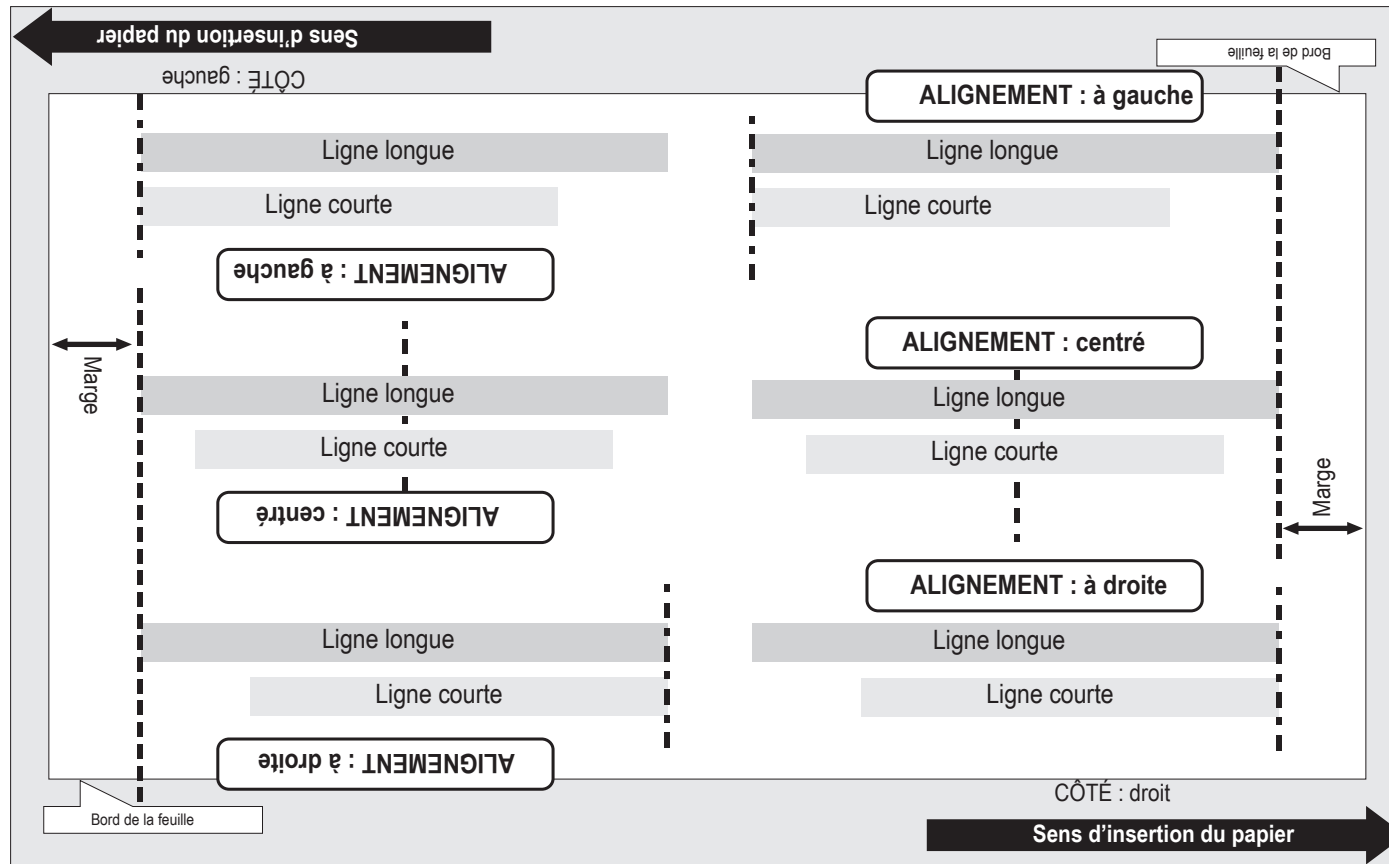 Sens d'insertion du papier
CÔTÉ : gauche
Bord de la feuille
ALIGNEMENT : à gauche
Ligne longue
Ligne longue
Ligne courte
Ligne courte
ALIGNEMENT : à gauche
Marge
ALIGNEMENT : centré
Ligne longue
Ligne longue
Ligne courte
Ligne courte
ALIGNEMENT : centré
Marge
ALIGNEMENT : à droite
Ligne longue
Ligne longue
Ligne courte
Ligne courte
ALIGNEMENT : à droite
CÔTÉ : droit
Bord de la feuille
Sens d’insertion du papier